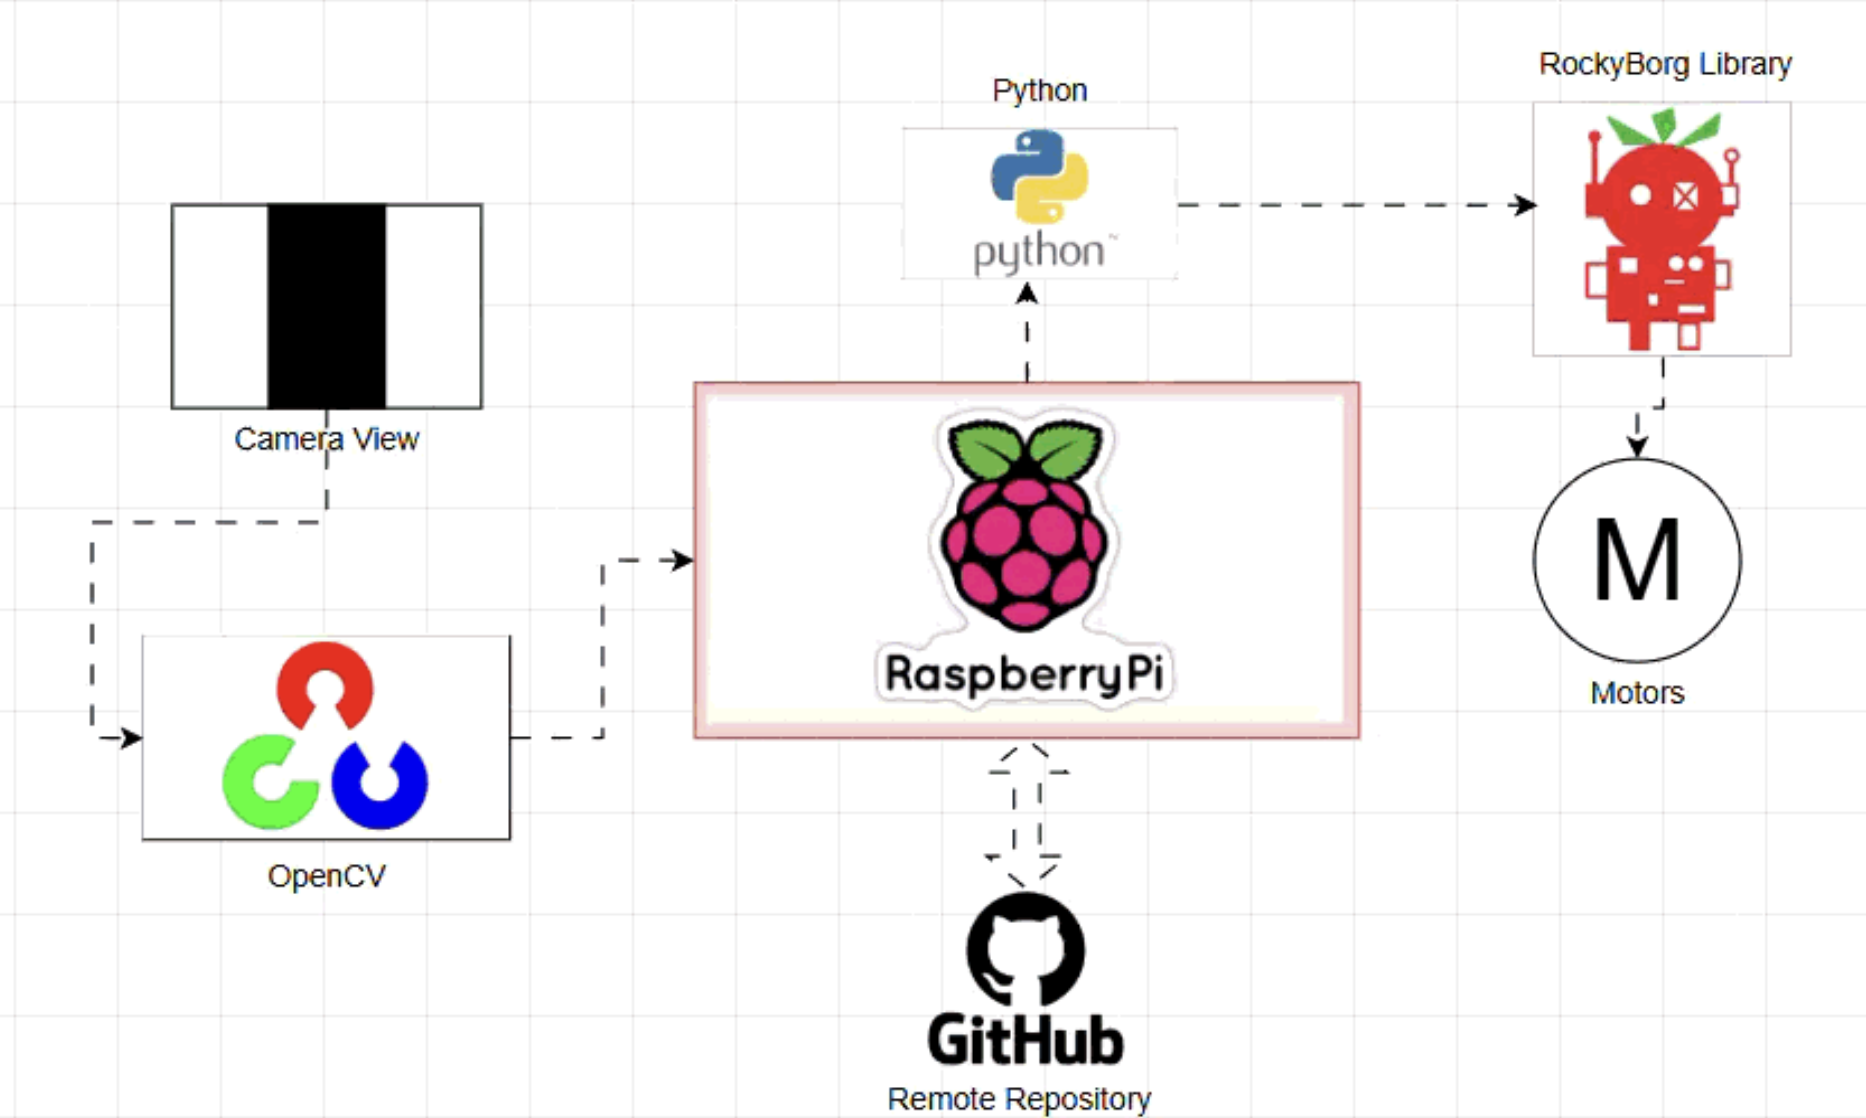 RockyBorg Library
Python
python
Camera View
RaspberryPi
M
Motors
OpenCV
GitHub
Remote Repository